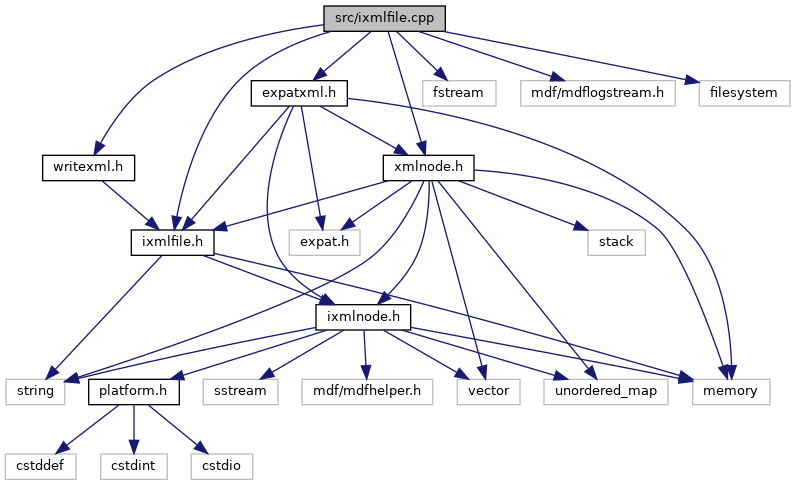 src/ixmlfile.cpp
expatxml.h
fstream
mdf/mdflogstream.h
filesystem
writexml.h
xmlnode.h
ixmlfile.h
expat.h
stack
ixmlnode.h
string
platform.h
sstream
mdf/mdfhelper.h
vector
unordered_map
memory
cstddef
cstdint
cstdio